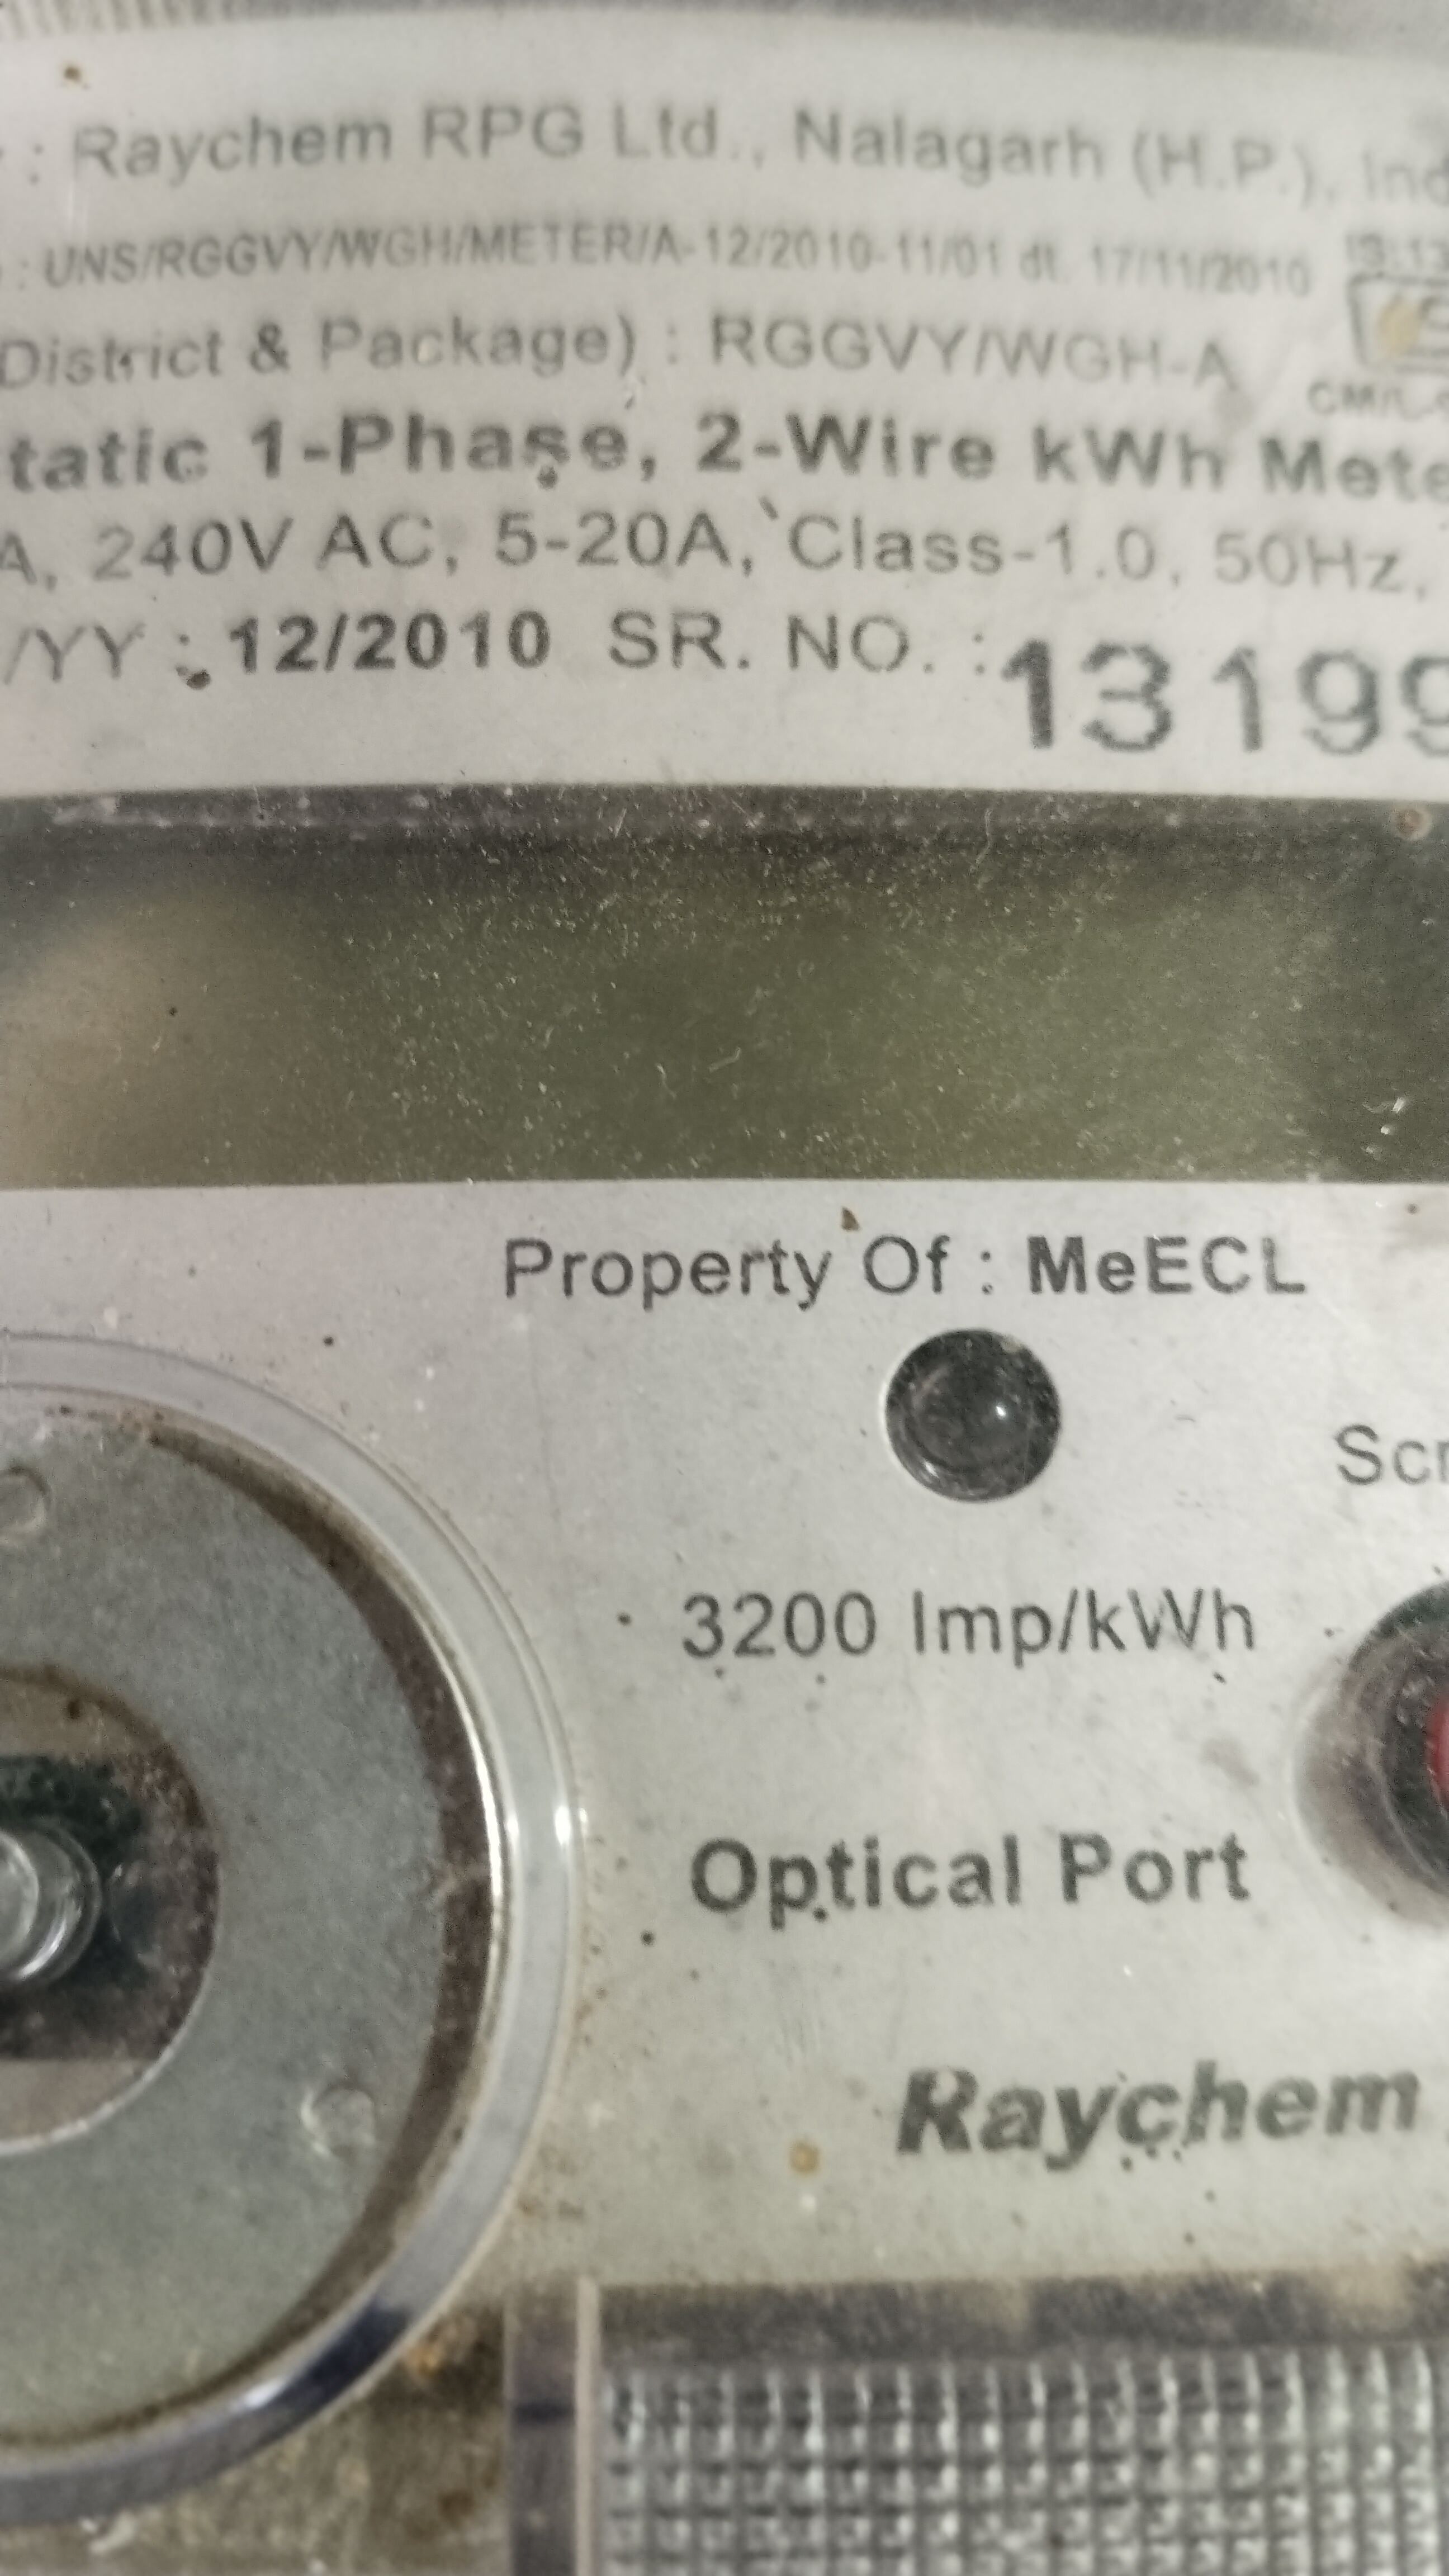 : Raychem RPG Ltd., Nalagarh (H.P.),
: UNS/RGGVY/WGH/METER/A-12/2010-11/01 dt. 17/11/2010
District & Package) : RGGVY/WGH-A
tatic 1-Phase, 2-Wire kWh Mete
A, 240V AC, 5-20A, Class-1.0, 50Hz,
/YY : 12/2010 SR. NO. : 13199
Property Of : MeECL
Scr
3200 Imp/kWh
Optical Port
Raychem